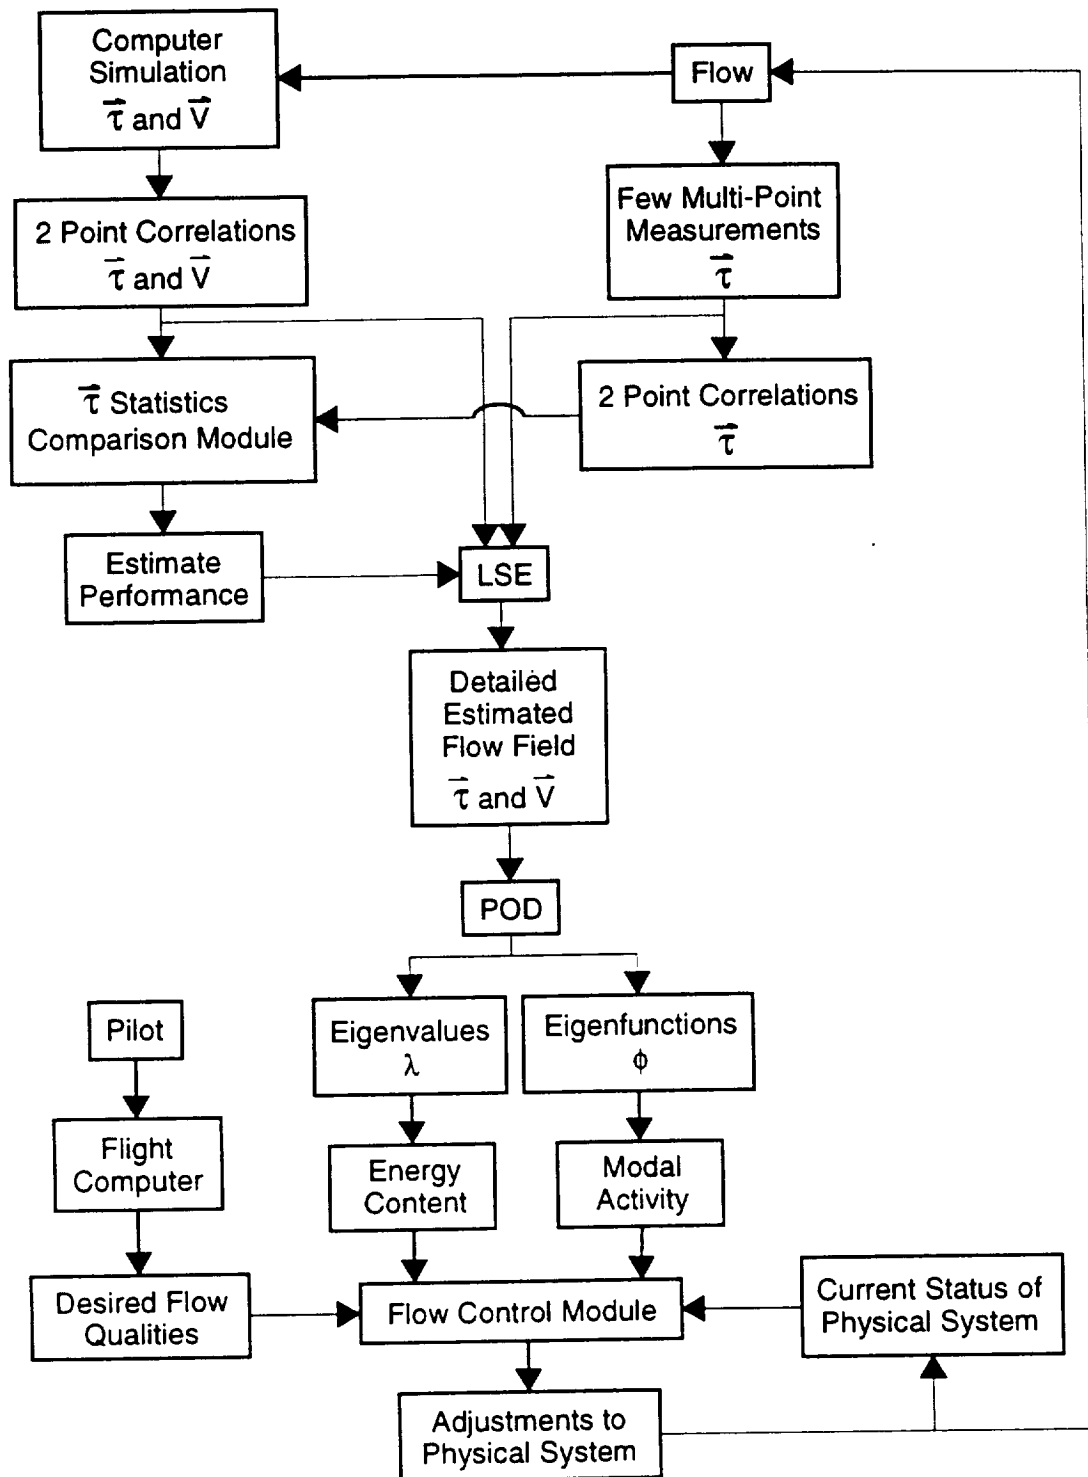 Computer
Simulation
τ⃗ and V⃗
Flow
2 Point Correlations
τ⃗ and V⃗
Few Multi-Point
Measurements
τ⃗
τ⃗ Statistics
Comparison Module
2 Point Correlations
τ⃗
Estimate
Performance
LSE
Detailed
Estimated
Flow Field
τ⃗ and V⃗
POD
Pilot
Eigenvalues
λ
Eigenfunctions
ϕ
Flight
Computer
Energy
Content
Modal
Activity
Desired Flow
Qualities
Flow Control Module
Current Status of
Physical System
Adjustments to
Physical System